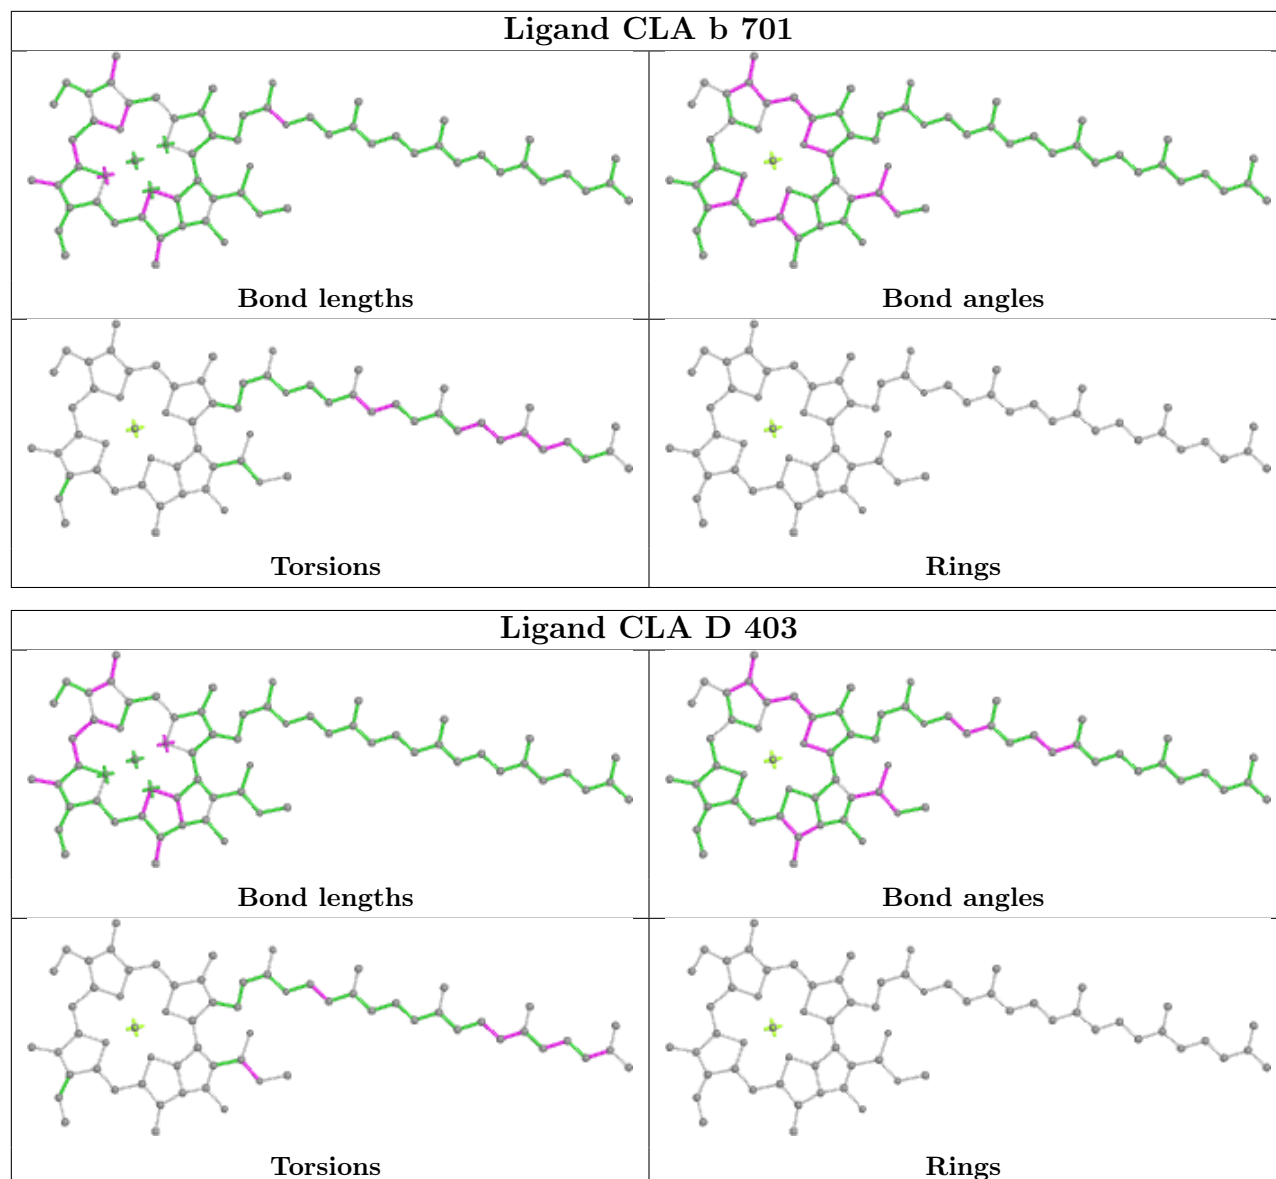 Ligand CLA b 701
Bond lengths
Bond angles
Torsions
Rings
Ligand CLA D 403
Bond lengths
Bond angles
Torsions
Rings